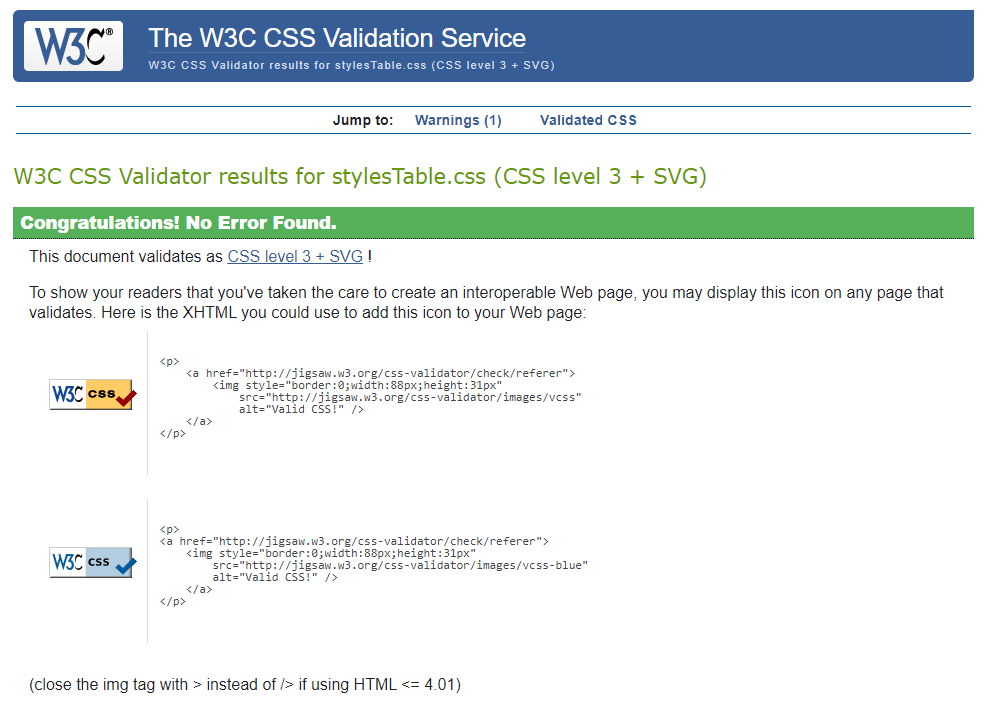 W3C®
The W3C CSS Validation Service
W3C CSS Validator results for stylesTable.css (CSS level 3 + SVG)
Jump to: Warnings (1) Validated CSS
W3C CSS Validator results for stylesTable.css (CSS level 3 + SVG)
Congratulations! No Error Found.
This document validates as CSS level 3 + SVG !
To show your readers that you've taken the care to create an interoperable Web page, you may display this icon on any page that
validates. Here is the XHTML you could use to add this icon to your Web page:
W3C css
<p>
<a href="http://jigsaw.w3.org/css-validator/check/referer">
<img style="border:0;width:88px;height:31px"
src="http://jigsaw.w3.org/css-validator/images/vcss"
alt="Valid CSS!" />
</a>
</p>
W3C css
<p>
<a href="http://jigsaw.w3.org/css-validator/check/referer">
<img style="border:0;width:88px;height:31px"
src="http://jigsaw.w3.org/css-validator/images/vcss-blue"
alt="Valid CSS!" />
</a>
</p>
(close the img tag with > instead of /> if using HTML <= 4.01)